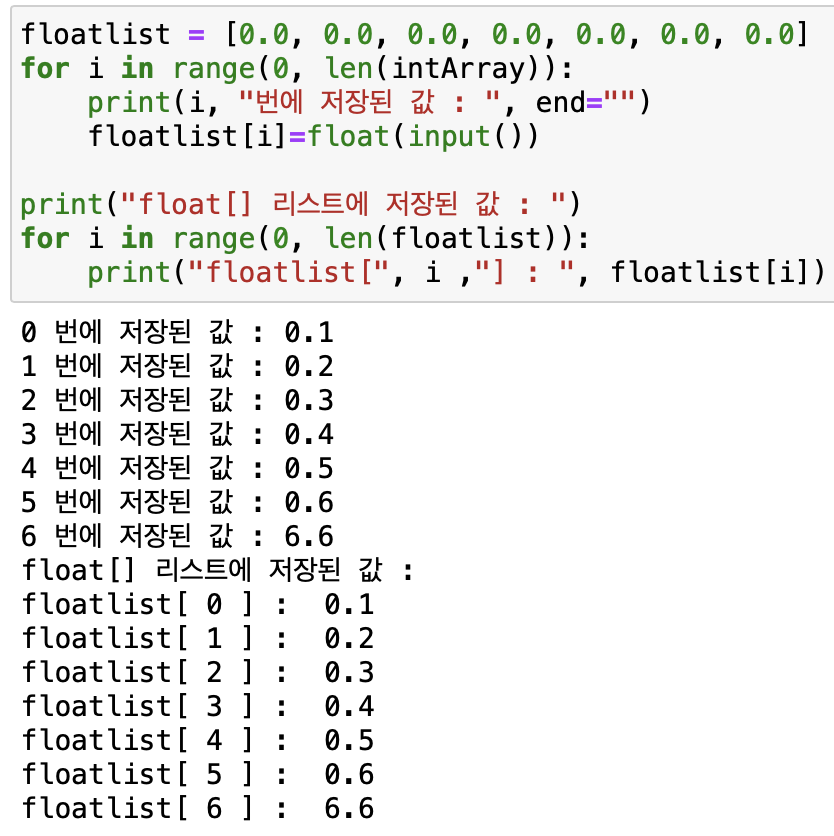 floatlist = [0.0, 0.0, 0.0, 0.0, 0.0, 0.0, 0.0]
for i in range(0, len(intArray)):
    print(i, "번에 저장된 값 : ", end="")
    floatlist[i]=float(input())

print("float[] 리스트에 저장된 값 : ")
for i in range(0, len(floatlist)):
    print("floatlist[", i ,"] : ", floatlist[i])
0 번에 저장된 값 : 0.1
1 번에 저장된 값 : 0.2
2 번에 저장된 값 : 0.3
3 번에 저장된 값 : 0.4
4 번에 저장된 값 : 0.5
5 번에 저장된 값 : 0.6
6 번에 저장된 값 : 6.6
float[] 리스트에 저장된 값 :
floatlist[ 0 ] :  0.1
floatlist[ 1 ] :  0.2
floatlist[ 2 ] :  0.3
floatlist[ 3 ] :  0.4
floatlist[ 4 ] :  0.5
floatlist[ 5 ] :  0.6
floatlist[ 6 ] :  6.6